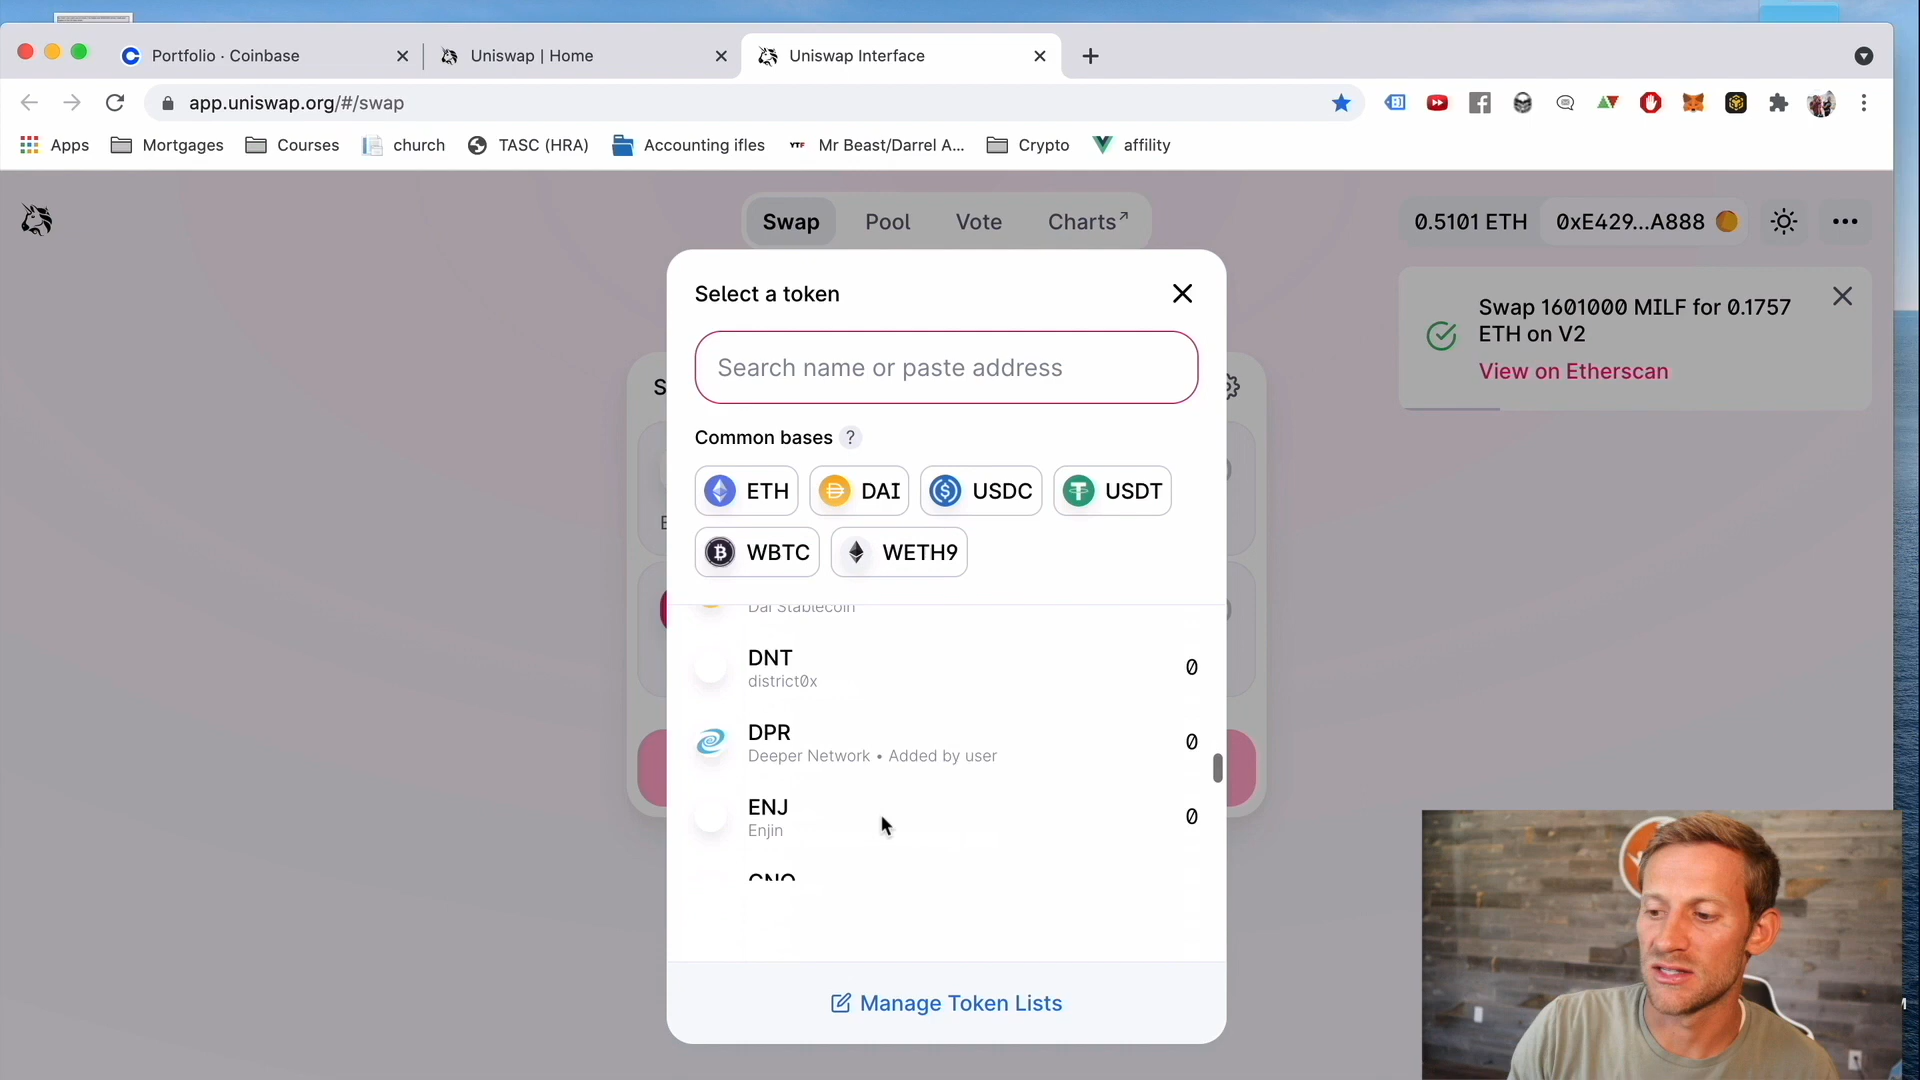 Portfolio · Coinbase
Uniswap | Home
Uniswap Interface
app.uniswap.org/#/swap
Apps
Mortgages
Courses
church
TASC (HRA)
Accounting ifles
YTF
Mr Beast/Darrel A...
Crypto
affility
Swap
Pool
Vote
Charts↗
0.5101 ETH
0xE429...A888
Swap 1601000 MILF for 0.1757
ETH on V2
View on Etherscan
Select a token
Search name or paste address
Common bases ?
ETH
DAI
USDC
USDT
WBTC
WETH9
Dai Stablecoin
DNT
district0x
0
DPR
Deeper Network • Added by user
0
ENJ
Enjin
0
Manage Token Lists